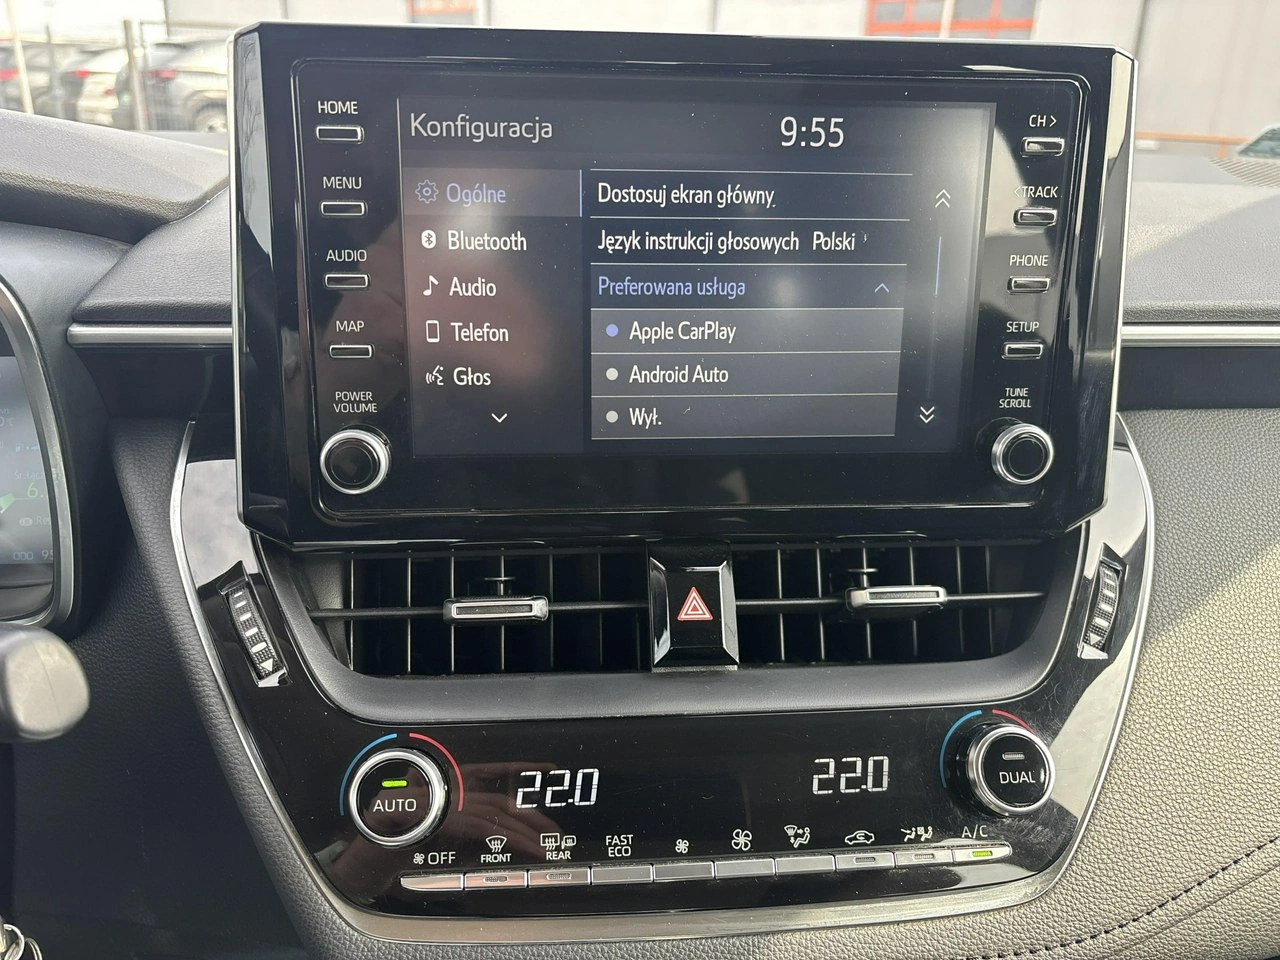 HOME
MENU
AUDIO
MAP
POWER
VOLUME
Konfiguracja
9:55
Ogólne
Bluetooth
Audio
Telefon
Głos
Dostosuj ekran główny
Język instrukcji głosowych Polski
Preferowana usługa
Apple CarPlay
Android Auto
Wył.
CH >
< TRACK
PHONE
SETUP
TUNE
SCROLL
AUTO
22.0
22.0
DUAL
OFF
FRONT
REAR
FAST
ECO
A/C
ODO